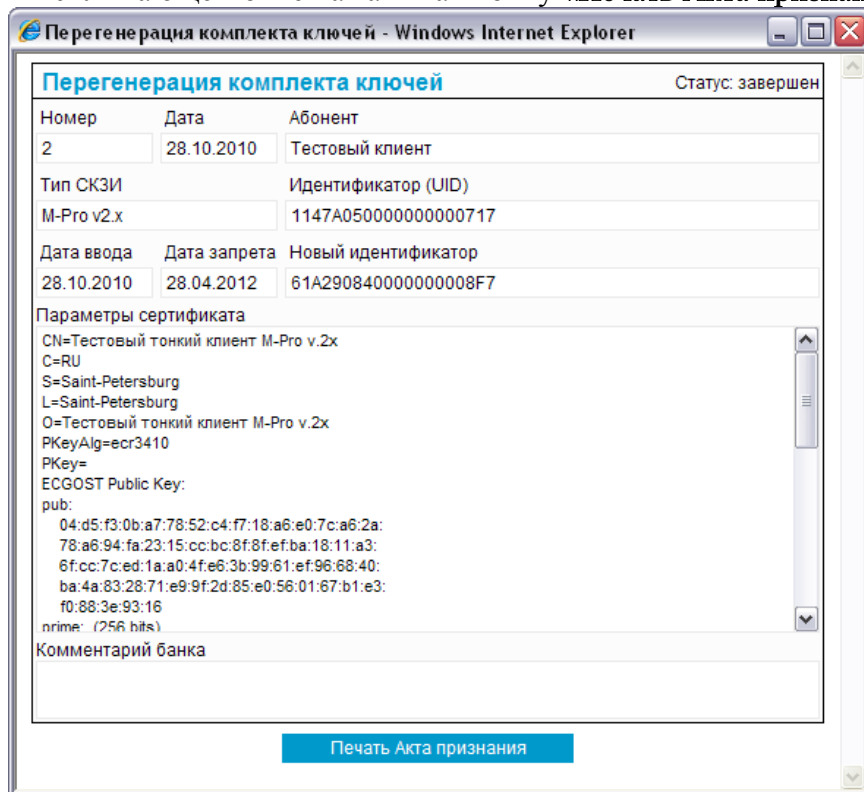 Перегенерация комплекта ключей - Windows Internet Explorer
Перегенерация комплекта ключей Статус: завершен
Номер Дата Абонент
2 28.10.2010 Тестовый клиент
Тип СКЗИ Идентификатор (UID)
M-Pro v2.x 1147A050000000000717
Дата ввода Дата запрета Новый идентификатор
28.10.2010 28.04.2012 61A290840000000008F7
Параметры сертификата
CN=Тестовый тонкий клиент M-Pro v.2x
C=RU
S=Saint-Petersburg
L=Saint-Petersburg
O=Тестовый тонкий клиент M-Pro v.2x
PKeyAlg=ecr3410
PKey=
ECGOST Public Key:
pub:
04:d5:f3:0b:a7:78:52:c4:f7:18:a6:e0:7c:a6:2a:
78:a6:94:fa:23:15:cc:bc:8f:8f:ef:ba:18:11:a3:
6f:cc:7c:ed:1a:a0:4f:e6:3b:99:61:ef:96:68:40:
ba:4a:83:28:71:e9:9f:2d:85:e0:56:01:67:b1:e3:
f0:88:3e:93:16
prime: (256 bits)
Комментарий банка
Печать Акта признания